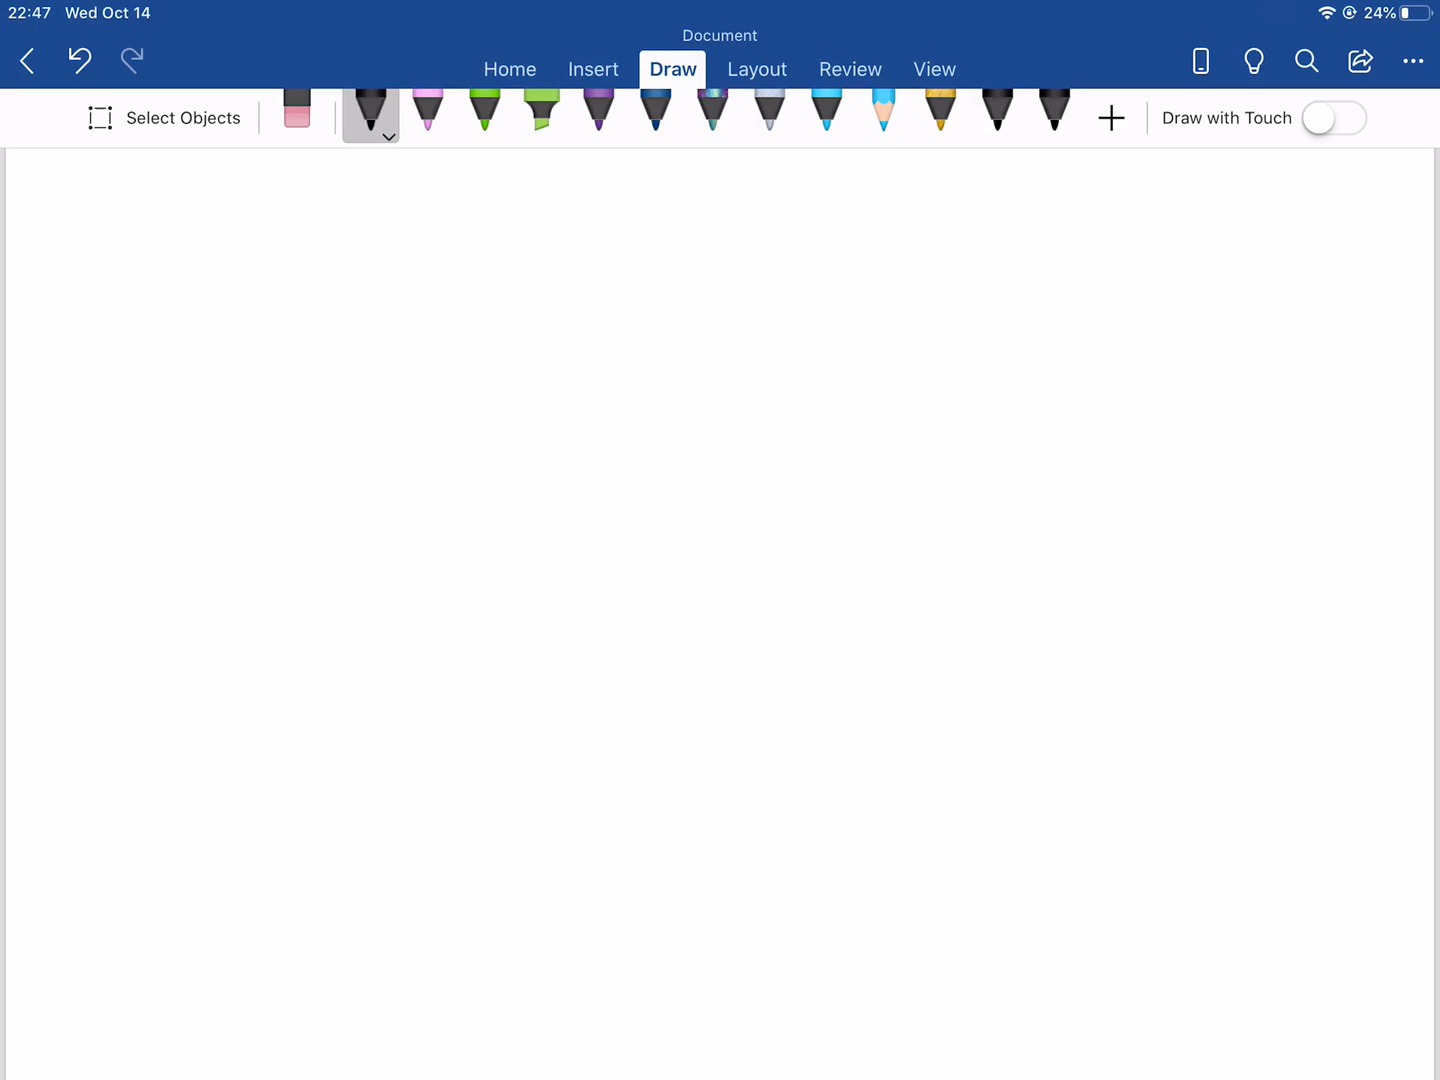 22:47 Wed Oct 14 24%
Document
Home Insert Draw Layout Review View
Select Objects Draw with Touch